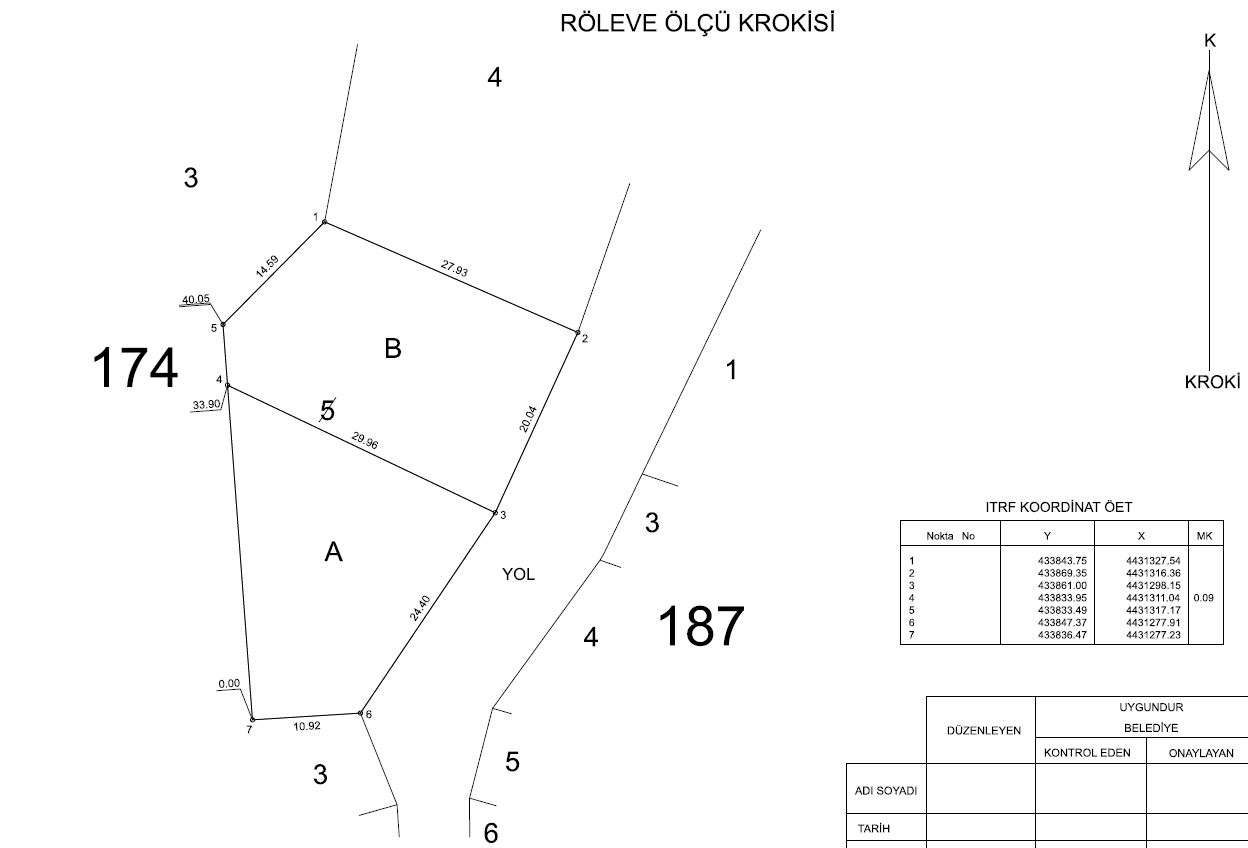 RÖLEVE ÖLÇÜ KROKİSİ
K
4
3
1
14.59
27.93
40.05
5
2
B
174
4
1
KROKİ
33.90
5
29.96
20.04
3
3
A
YOL
24.40
187
4
0.00
7
10.92
6
3
5
6
ITRF KOORDİNAT ÖET
Nokta No Y X MK
1 433843.75 4431327.54
2 433869.35 4431316.36
3 433861.00 4431298.15
4 433833.95 4431311.04 0.09
5 433833.49 4431317.17
6 433847.37 4431277.91
7 433836.47 4431277.23
UYGUNDUR
DÜZENLEYEN BELEDİYE
KONTROL EDEN ONAYLAYAN
ADI SOYADI
TARİH